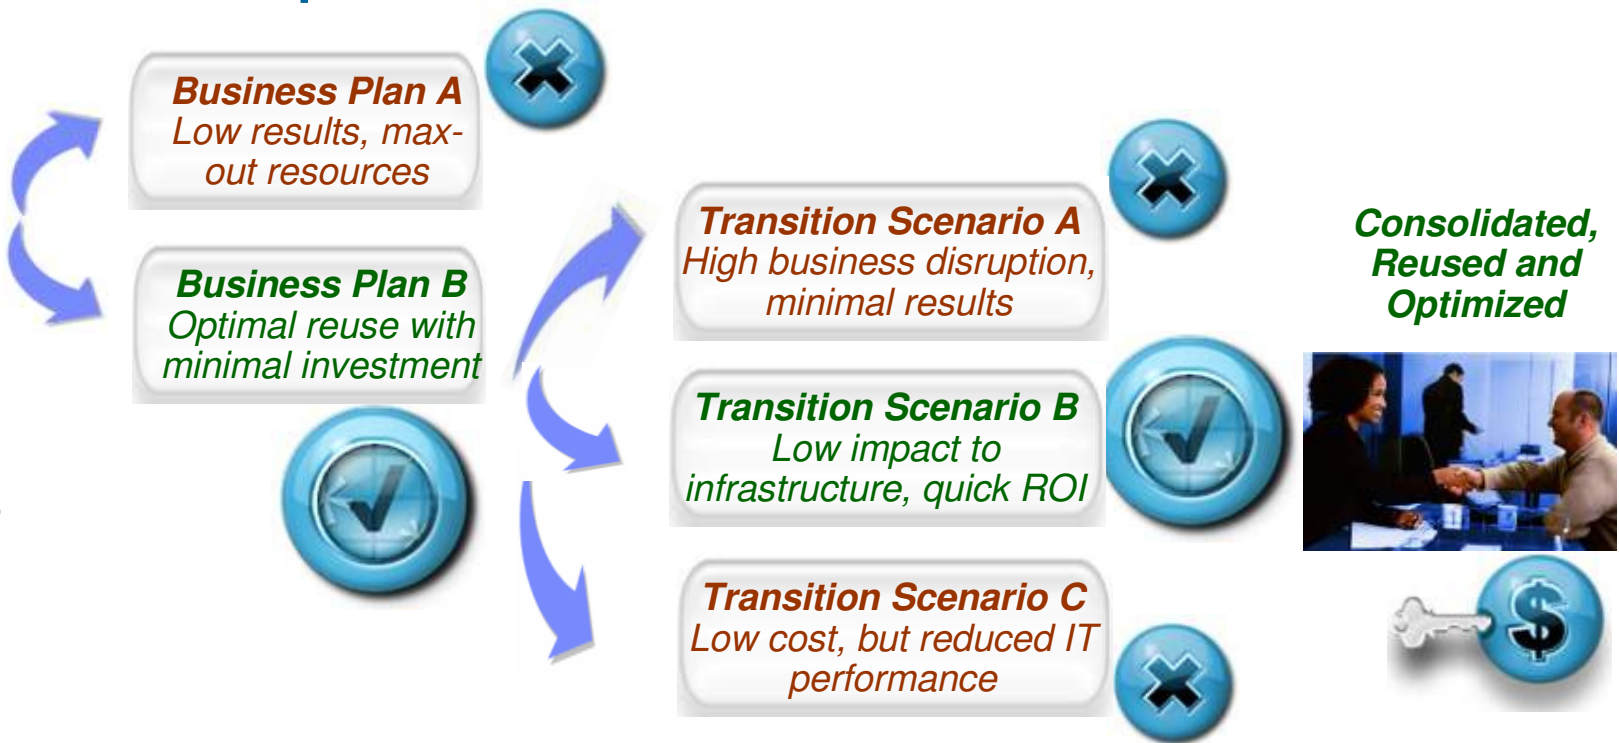 Business Plan A
Low results, max-
out resources
Business Plan B
Optimal reuse with
minimal investment
Transition Scenario A
High business disruption,
minimal results
Transition Scenario B
Low impact to
infrastructure, quick ROI
Transition Scenario C
Low cost, but reduced IT
performance
Consolidated,
Reused and
Optimized
$